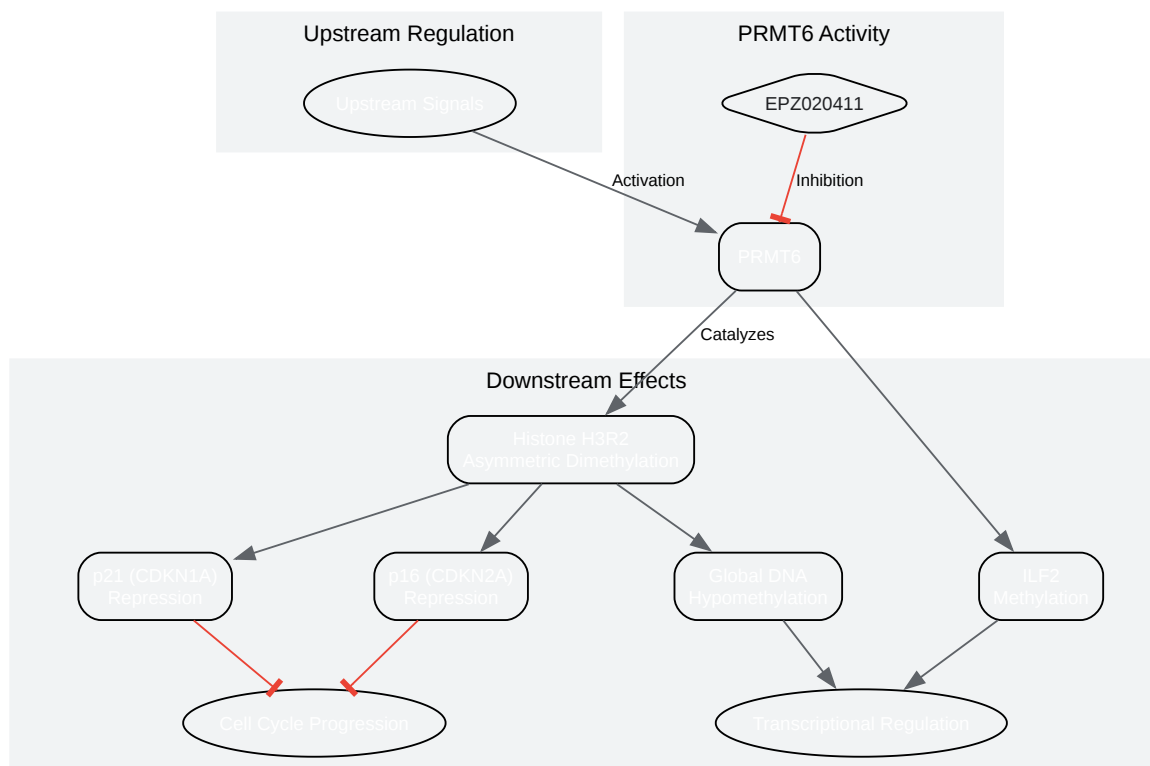 Upstream Regulation
PRMT6 Activity
Upstream Signals
EPZ020411
Activation
Inhibition
PRMT6
Catalyzes
Downstream Effects
Histone H3R2
Asymmetric Dimethylation
p21 (CDKN1A)
Repression
p16 (CDKN2A)
Repression
Global DNA
Hypomethylation
ILF2
Methylation
Cell Cycle Progression
Transcriptional Regulation